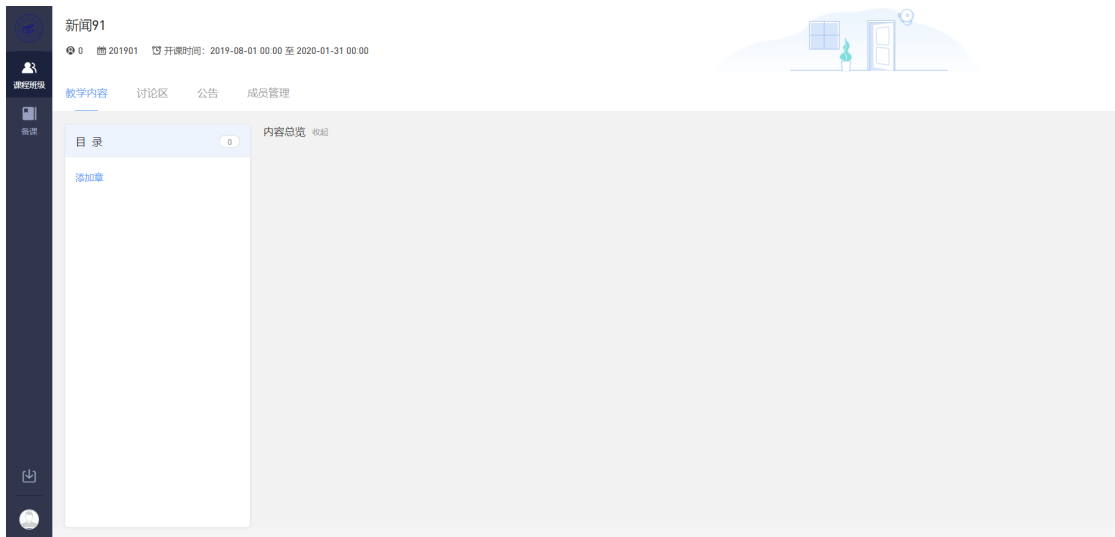 新闻91
0 201901 开课时间：2019-08-01 00:00 至 2020-01-31 00:00
课程班级
教学内容 讨论区 公告 成员管理
备课
目 录 0
内容总览 收起
添加章